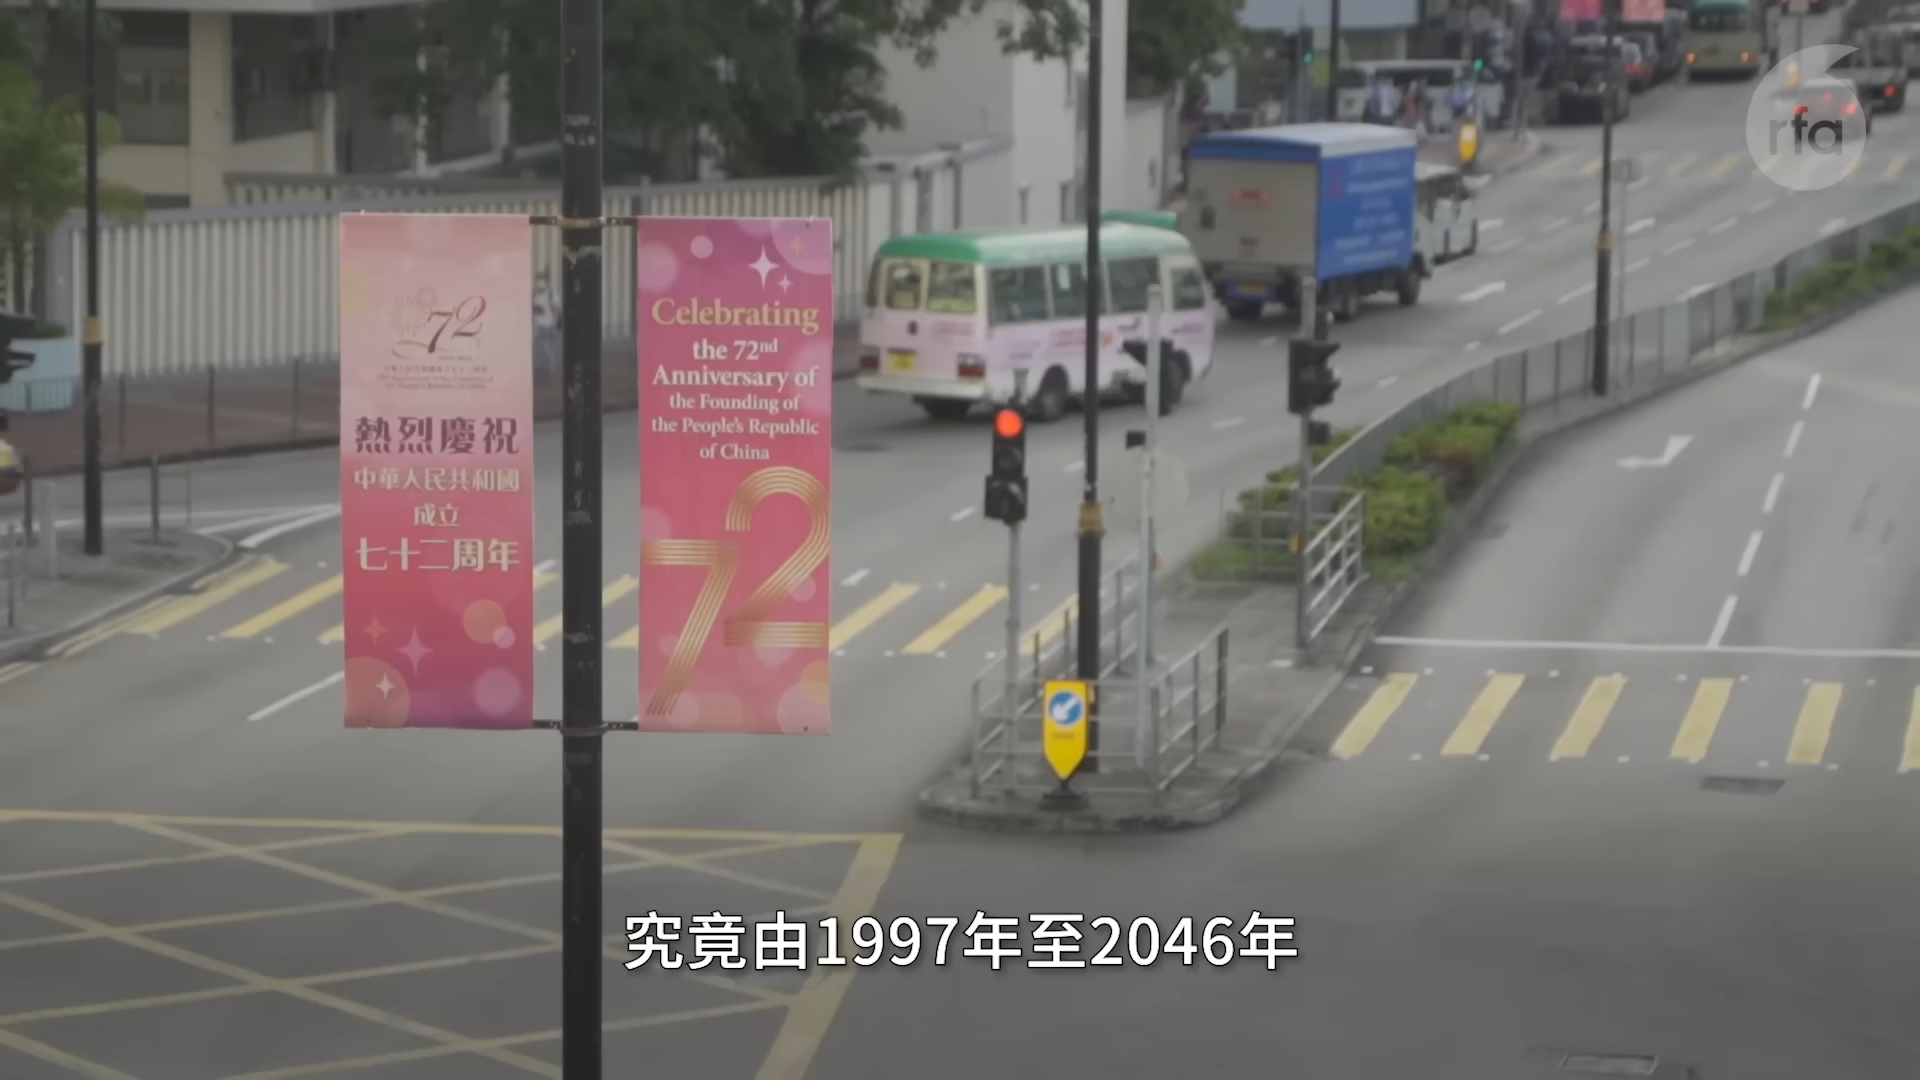 rfa
72
熱烈慶祝
中華人民共和國
成立
七十二周年
Celebrating
the 72nd
Anniversary of
the Founding of
the People's Republic
of China
72
究竟由1997年至2046年